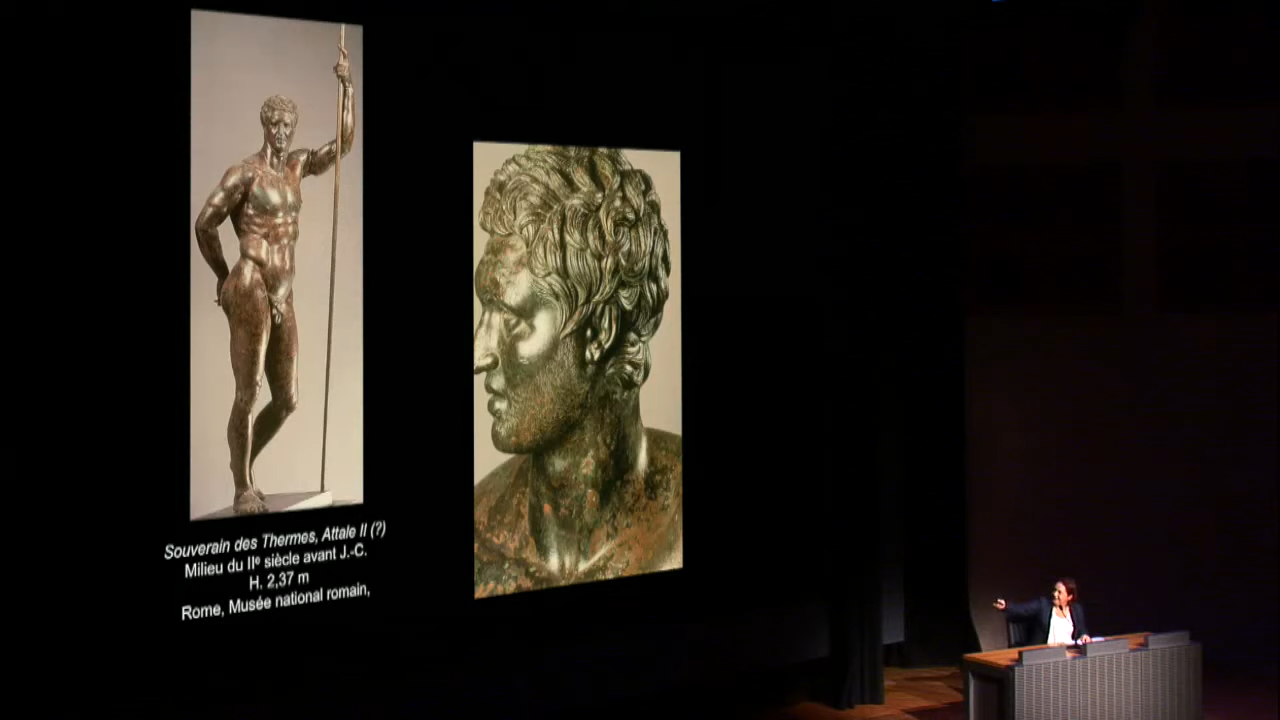 Souverain des Thermes, Attale II (?)
Milieu du IIe siècle avant J.-C.
H. 2,37 m
Rome, Musée national romain,